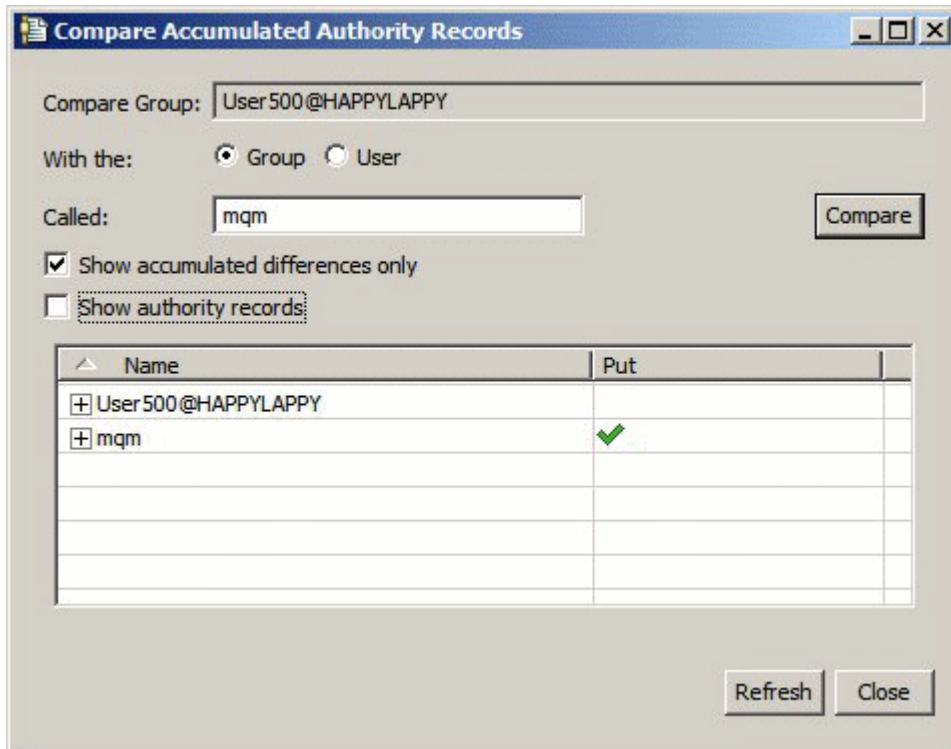 Compare Accumulated Authority Records
Compare Group: User500@HAPPYLAPPY
With the: Group User
Called: mqm Compare
Show accumulated differences only
Show authority records
Name Put
User500@HAPPYLAPPY
mqm
Refresh Close